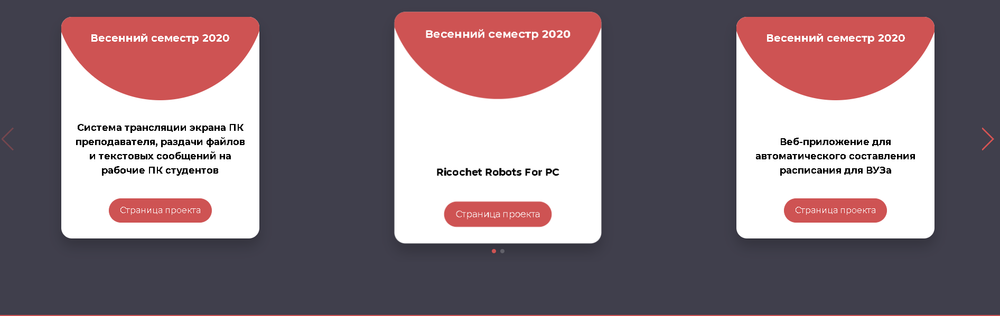 Весенний семестр 2020
Система трансляции экрана ПК
преподавателя, раздачи файлов
и текстовых сообщений на
рабочие ПК студентов
Страница проекта
Весенний семестр 2020
Ricochet Robots For PC
Страница проекта
Весенний семестр 2020
Веб-приложение для
автоматического составления
расписания для ВУЗа
Страница проекта